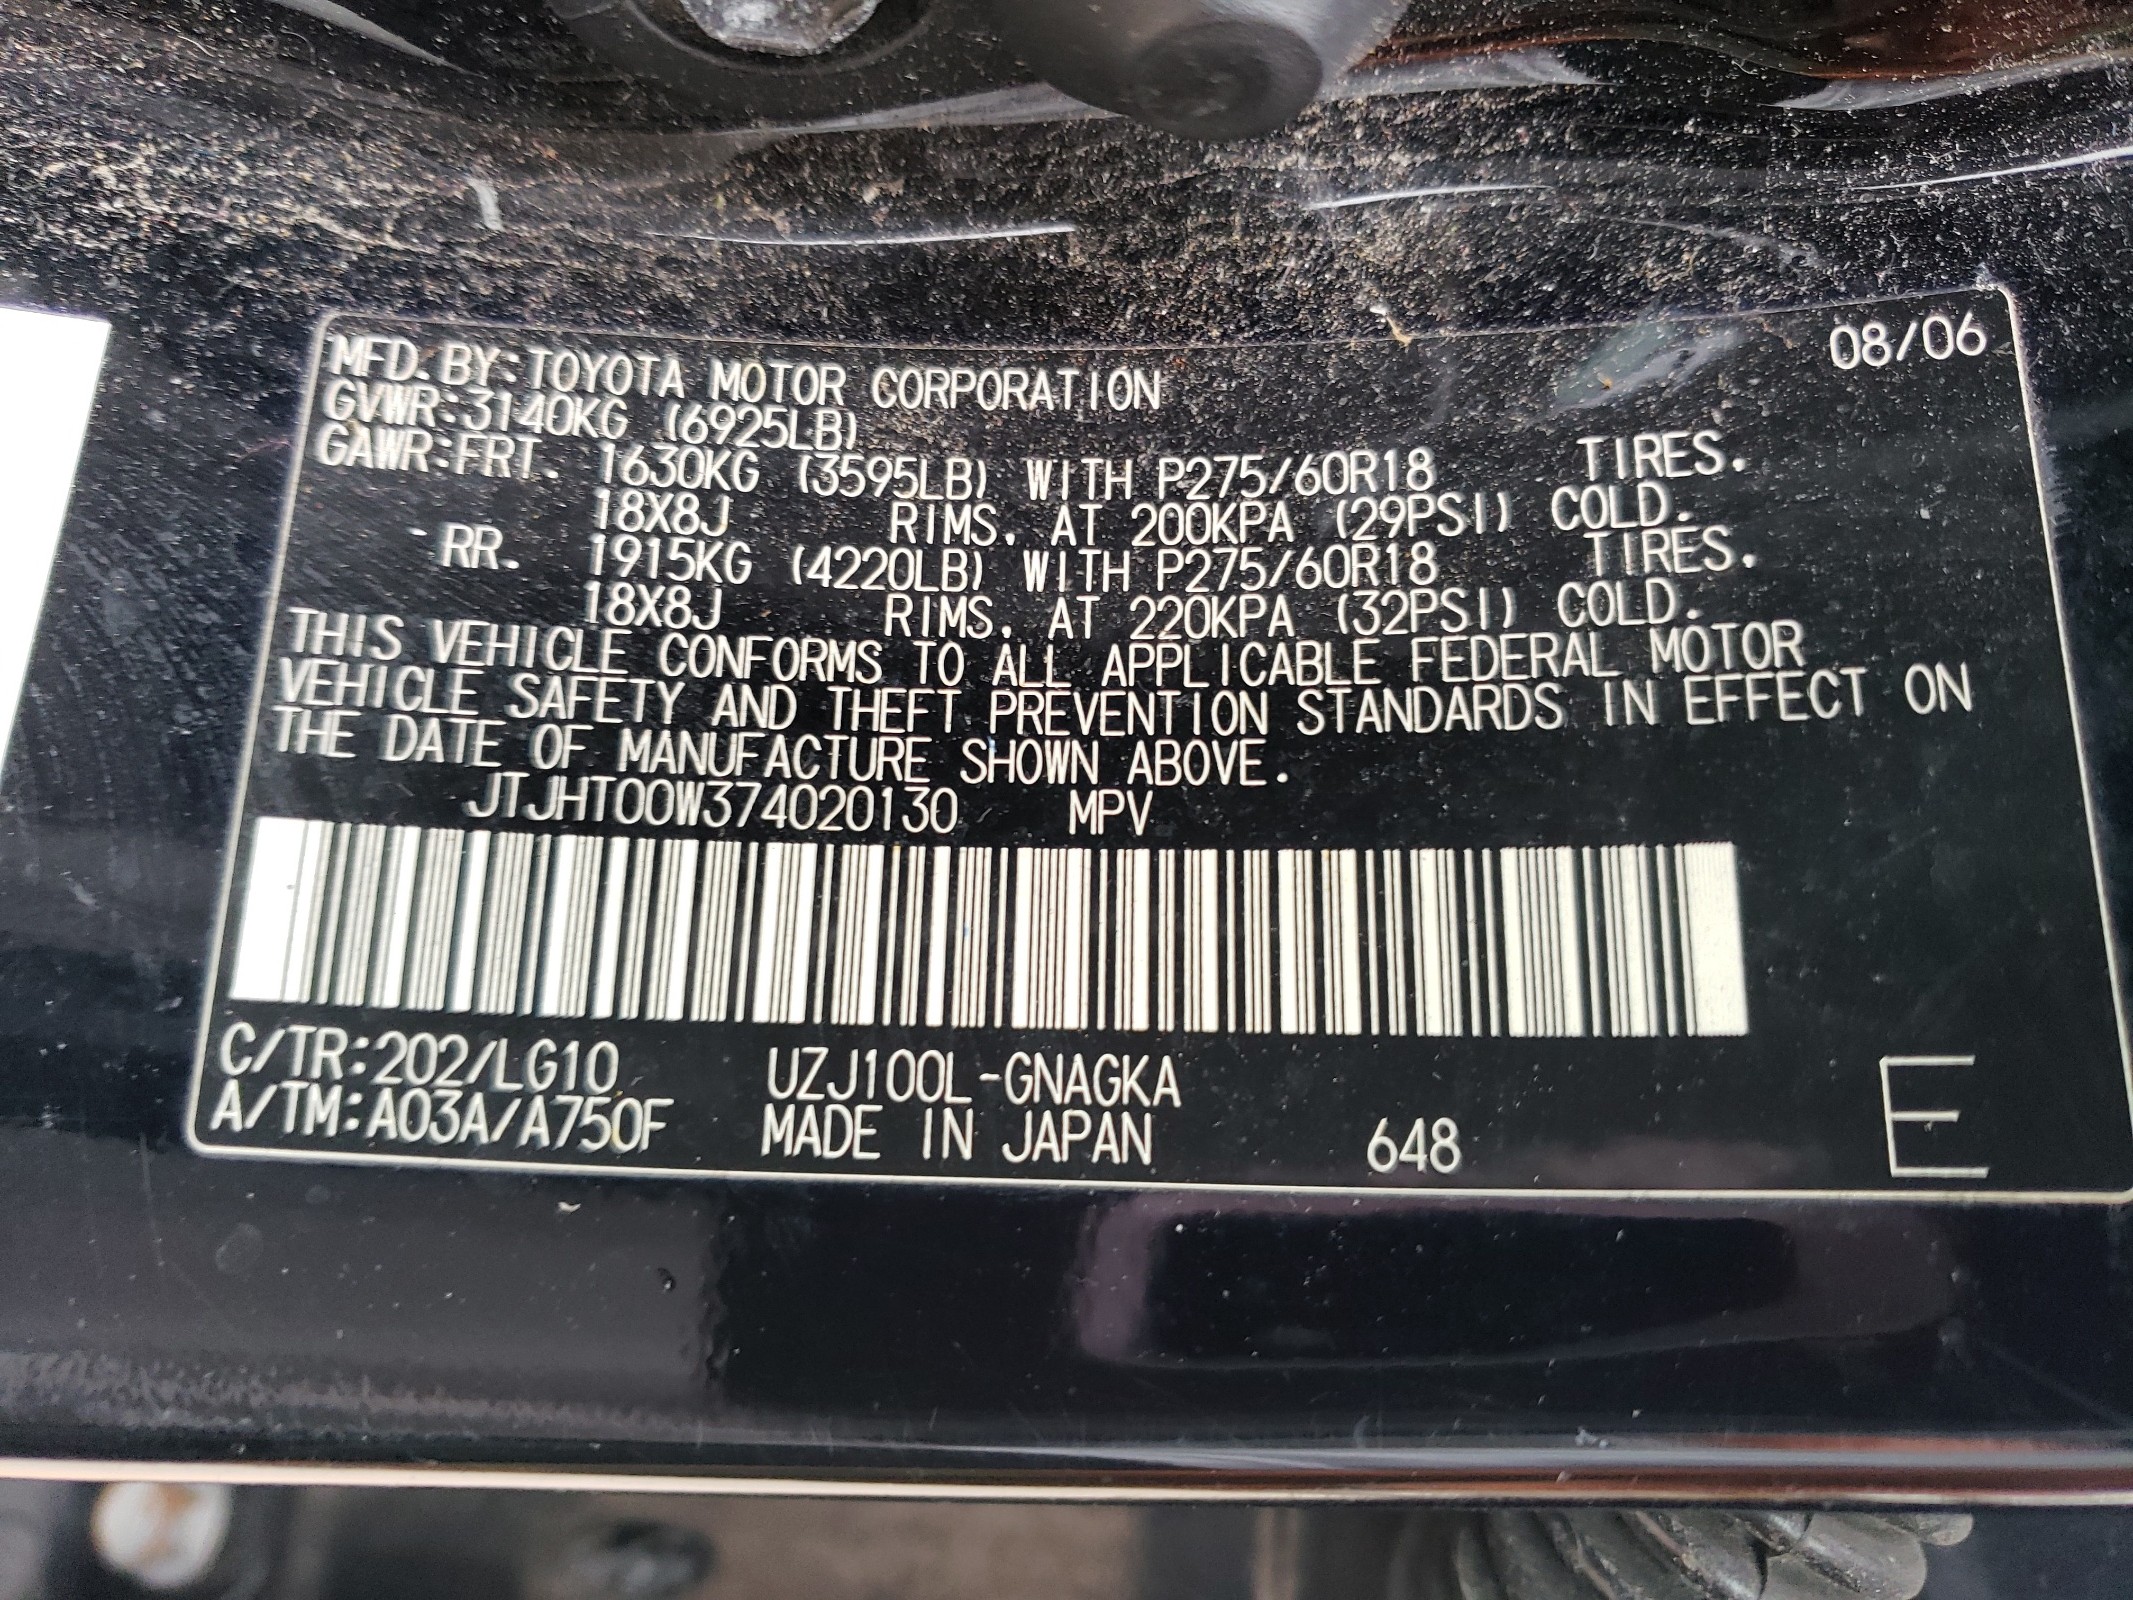 08/06
MFD.BY:TOYOTA MOTOR CORPORATION
GVWR:3140KG (6925LB)
GAWR:FRT. 1630KG (3595LB) WITH P275/60R18 TIRES.
18X8J RIMS. AT 200KPA (29PSI) COLD.
RR. 1915KG (4220LB) WITH P275/60R18 TIRES.
18X8J RIMS. AT 220KPA (32PSI) COLD.
THIS VEHICLE CONFORMS TO ALL APPLICABLE FEDERAL MOTOR
VEHICLE SAFETY AND THEFT PREVENTION STANDARDS IN EFFECT ON
THE DATE OF MANUFACTURE SHOWN ABOVE.
JTJHT00W374020130 MPV
C/TR:202/LG10 UZJ100L-GNAGKA
A/TM:A03A/A750F MADE IN JAPAN 648 E